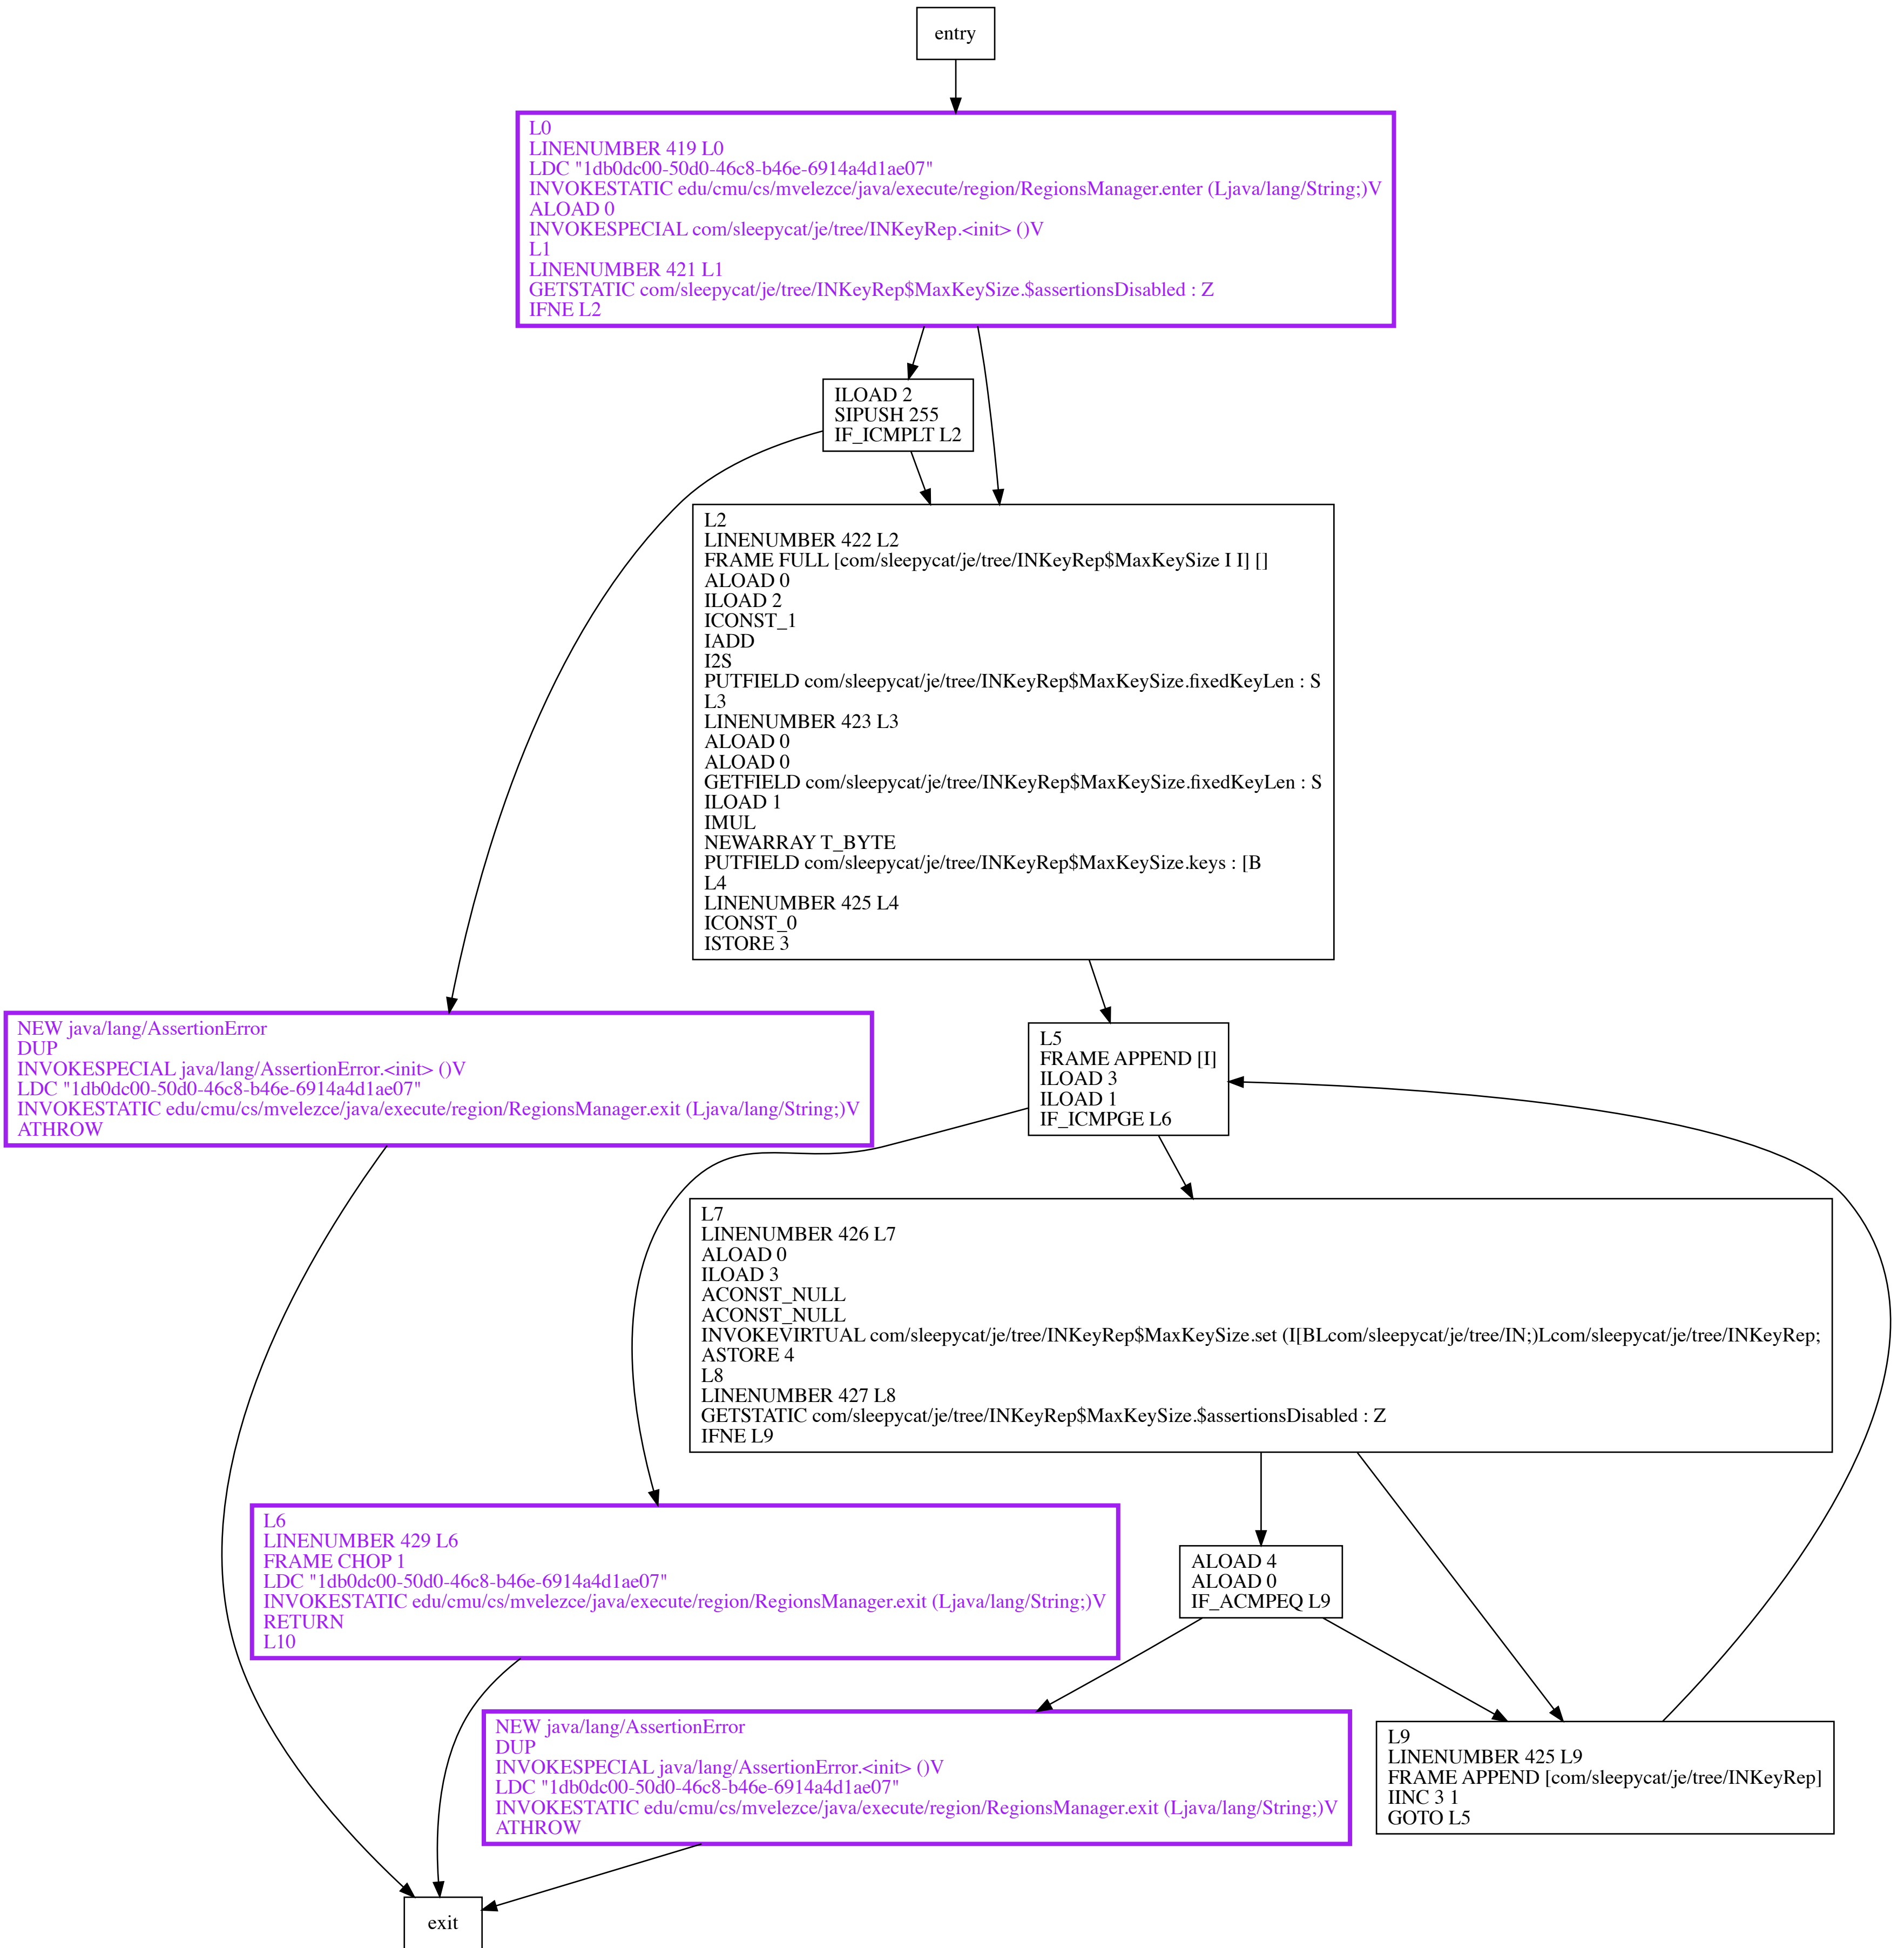 entry
L0
LINENUMBER 419 L0
LDC "1db0dc00-50d0-46c8-b46e-6914a4d1ae07"
INVOKESTATIC edu/cmu/cs/mvelezce/java/execute/region/RegionsManager.enter (Ljava/lang/String;)V
ALOAD 0
INVOKESPECIAL com/sleepycat/je/tree/INKeyRep.<init> ()V
L1
LINENUMBER 421 L1
GETSTATIC com/sleepycat/je/tree/INKeyRep$MaxKeySize.$assertionsDisabled : Z
IFNE L2
ILOAD 2
SIPUSH 255
IF_ICMPLT L2
L2
LINENUMBER 422 L2
FRAME FULL [com/sleepycat/je/tree/INKeyRep$MaxKeySize I I] []
ALOAD 0
ILOAD 2
ICONST_1
IADD
I2S
PUTFIELD com/sleepycat/je/tree/INKeyRep$MaxKeySize.fixedKeyLen : S
L3
LINENUMBER 423 L3
ALOAD 0
ALOAD 0
GETFIELD com/sleepycat/je/tree/INKeyRep$MaxKeySize.fixedKeyLen : S
ILOAD 1
IMUL
NEWARRAY T_BYTE
PUTFIELD com/sleepycat/je/tree/INKeyRep$MaxKeySize.keys : [B
L4
LINENUMBER 425 L4
ICONST_0
ISTORE 3
NEW java/lang/AssertionError
DUP
INVOKESPECIAL java/lang/AssertionError.<init> ()V
LDC "1db0dc00-50d0-46c8-b46e-6914a4d1ae07"
INVOKESTATIC edu/cmu/cs/mvelezce/java/execute/region/RegionsManager.exit (Ljava/lang/String;)V
ATHROW
L5
FRAME APPEND [I]
ILOAD 3
ILOAD 1
IF_ICMPGE L6
L7
LINENUMBER 426 L7
ALOAD 0
ILOAD 3
ACONST_NULL
ACONST_NULL
INVOKEVIRTUAL com/sleepycat/je/tree/INKeyRep$MaxKeySize.set (I[BLcom/sleepycat/je/tree/IN;)Lcom/sleepycat/je/tree/INKeyRep;
ASTORE 4
L8
LINENUMBER 427 L8
GETSTATIC com/sleepycat/je/tree/INKeyRep$MaxKeySize.$assertionsDisabled : Z
IFNE L9
L6
LINENUMBER 429 L6
FRAME CHOP 1
LDC "1db0dc00-50d0-46c8-b46e-6914a4d1ae07"
INVOKESTATIC edu/cmu/cs/mvelezce/java/execute/region/RegionsManager.exit (Ljava/lang/String;)V
RETURN
L10
ALOAD 4
ALOAD 0
IF_ACMPEQ L9
NEW java/lang/AssertionError
DUP
INVOKESPECIAL java/lang/AssertionError.<init> ()V
LDC "1db0dc00-50d0-46c8-b46e-6914a4d1ae07"
INVOKESTATIC edu/cmu/cs/mvelezce/java/execute/region/RegionsManager.exit (Ljava/lang/String;)V
ATHROW
L9
LINENUMBER 425 L9
FRAME APPEND [com/sleepycat/je/tree/INKeyRep]
IINC 3 1
GOTO L5
exit